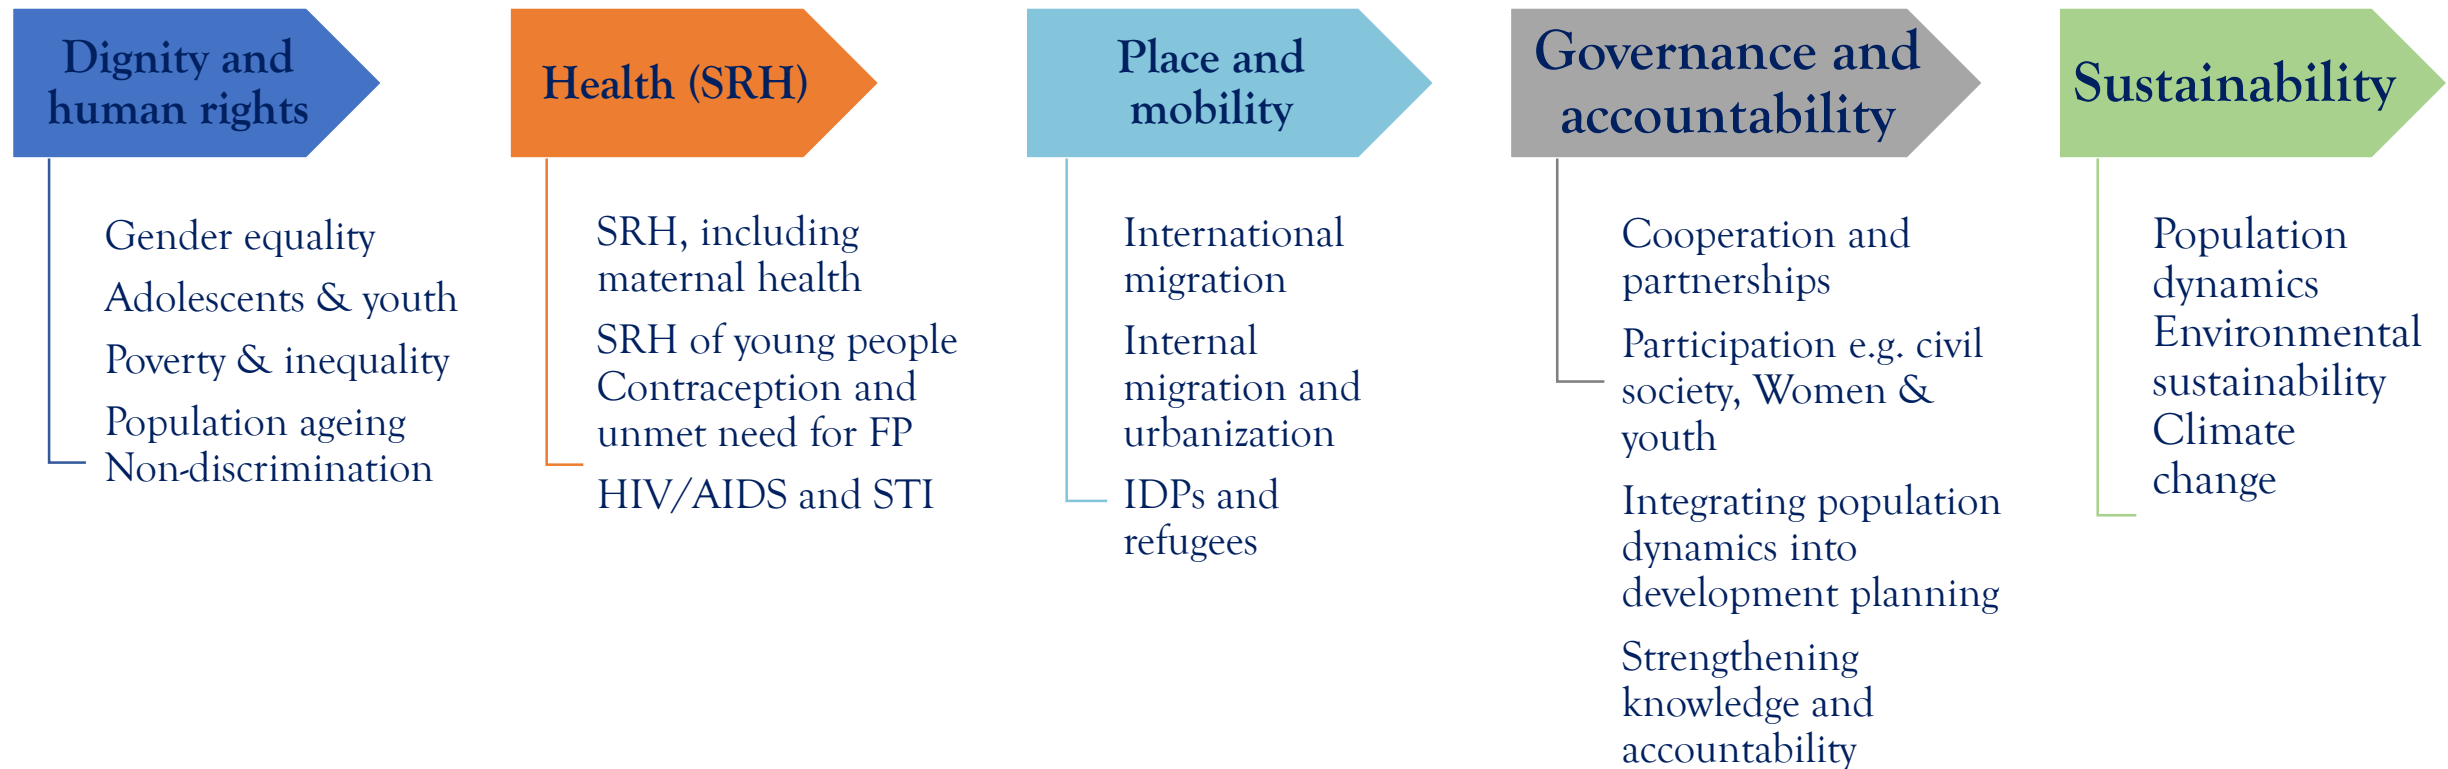 Dignity and
human rights
Gender equality
Adolescents & youth
Poverty & inequality
Population ageing
Non-discrimination
Health (SRH)
SRH, including
maternal health
SRH of young people
Contraception and
unmet need for FP
HIV/AIDS and STI
Place and
mobility
International
migration
Internal
migration and
urbanization
IDPs and
refugees
Governance and
accountability
Cooperation and
partnerships
Participation e.g. civil
society, Women &
youth
Integrating population
dynamics into
development planning
Strengthening
knowledge and
accountability
Sustainability
Population
dynamics
Environmental
sustainability
Climate
change